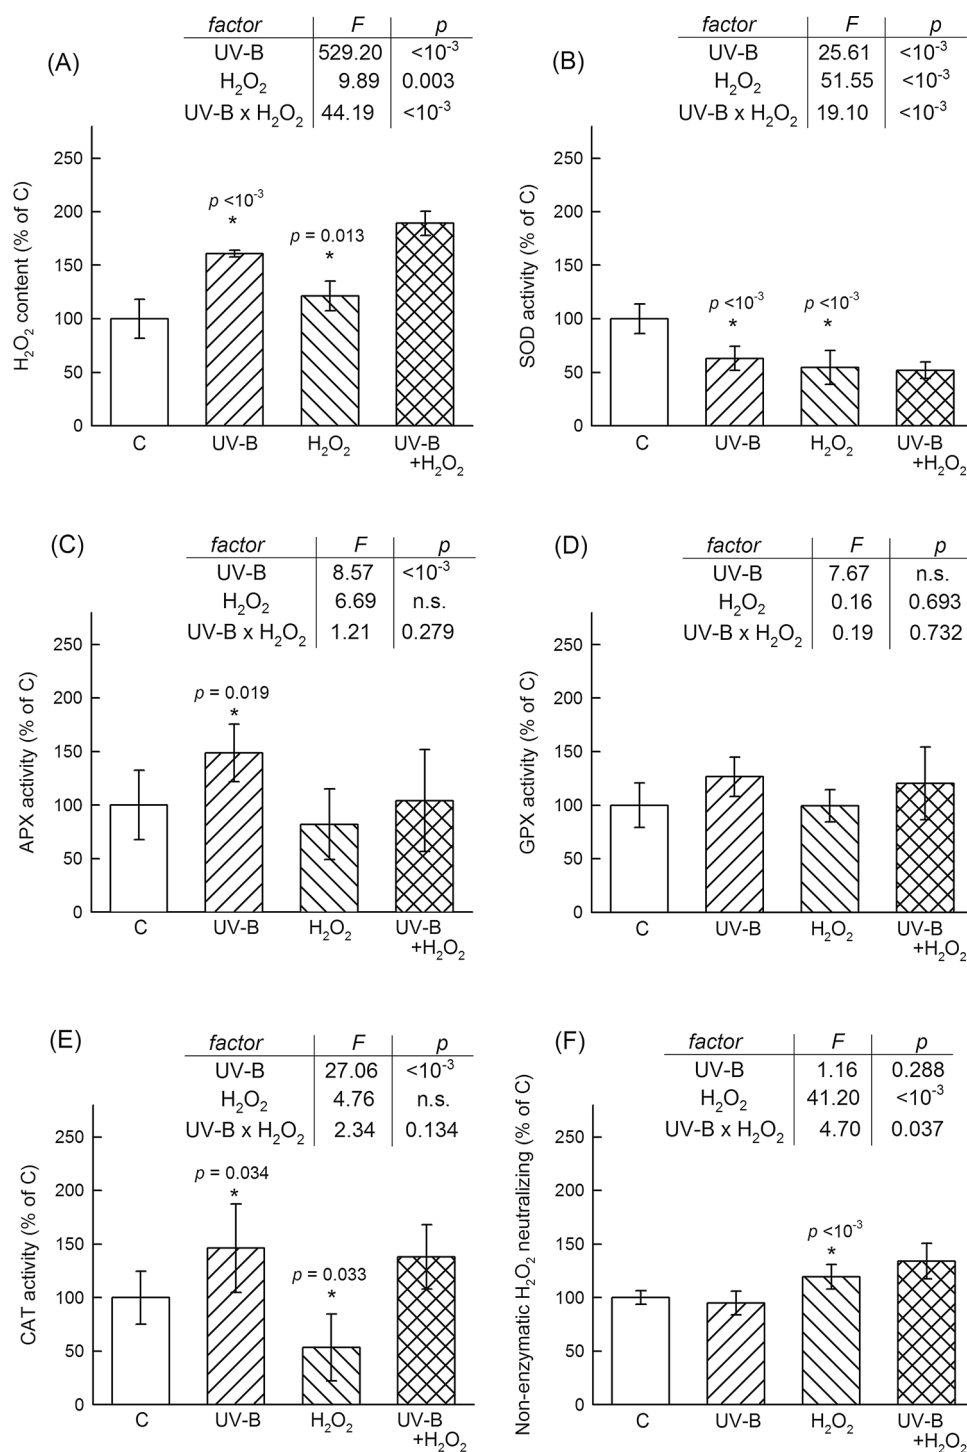 (A)
factor F p
UV-B 529.20 <10⁻³
H₂O₂ 9.89 0.003
UV-B x H₂O₂ 44.19 <10⁻³
H₂O₂ content (% of C)
250
200
150
100
50
0
p <10⁻³
*
p = 0.013
*
C UV-B H₂O₂ UV-B
+H₂O₂
(B)
factor F p
UV-B 25.61 <10⁻³
H₂O₂ 51.55 <10⁻³
UV-B x H₂O₂ 19.10 <10⁻³
SOD activity (% of C)
250
200
150
100
50
0
p <10⁻³ p <10⁻³
* *
C UV-B H₂O₂ UV-B
+H₂O₂
(C)
factor F p
UV-B 8.57 <10⁻³
H₂O₂ 6.69 n.s.
UV-B x H₂O₂ 1.21 0.279
APX activity (% of C)
250
200
150
100
50
0
p = 0.019
*
C UV-B H₂O₂ UV-B
+H₂O₂
(D)
factor F p
UV-B 7.67 n.s.
H₂O₂ 0.16 0.693
UV-B x H₂O₂ 0.19 0.732
GPX activity (% of C)
250
200
150
100
50
0
C UV-B H₂O₂ UV-B
+H₂O₂
(E)
factor F p
UV-B 27.06 <10⁻³
H₂O₂ 4.76 n.s.
UV-B x H₂O₂ 2.34 0.134
CAT activity (% of C)
250
200
150
100
50
0
p = 0.034
*
p = 0.033
*
C UV-B H₂O₂ UV-B
+H₂O₂
(F)
factor F p
UV-B 1.16 0.288
H₂O₂ 41.20 <10⁻³
UV-B x H₂O₂ 4.70 0.037
Non-enzymatic H₂O₂ neutralizing (% of C)
250
200
150
100
50
0
p <10⁻³
*
C UV-B H₂O₂ UV-B
+H₂O₂